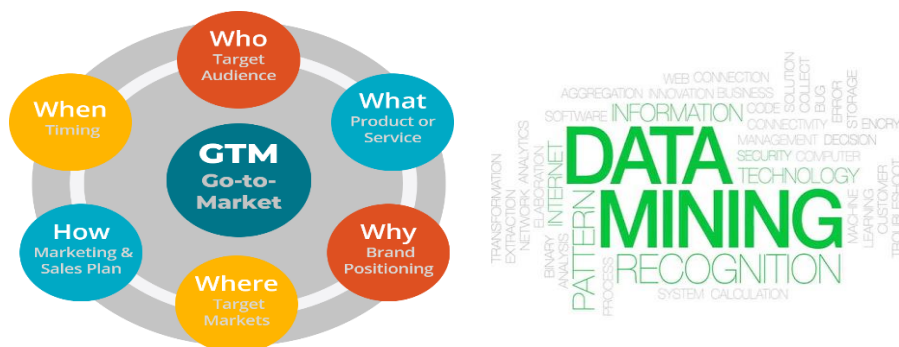 Who
Target
Audience
What
Product or
Service
Why
Brand
Positioning
Where
Target
Markets
How
Marketing &
Sales Plan
When
Timing
GTM
Go-to-
Market
WEB CONNECTION
AGGREGATION INNOVATION BUSINESS
SOFTWARE INFORMATION CODE
CONNECTIVITY
MANAGEMENT DECISION
SECURITY COMPUTER
TECHNOLOGY
DATA
MINING
RECOGNITION
SYSTEM CALCULATION
SOLUTION
COLLECT
BUG
ERROR
STORAGE
ENCRY
TRANSFORMATION
EXTRACTION
NETWORK ANALYTICS
ELABORATION
INTERNET
BINARY
ANALYSIS
PATTERN
PROCESS
MACHINE
LEARNING
CUSTOMER
TROUBLESHOOT